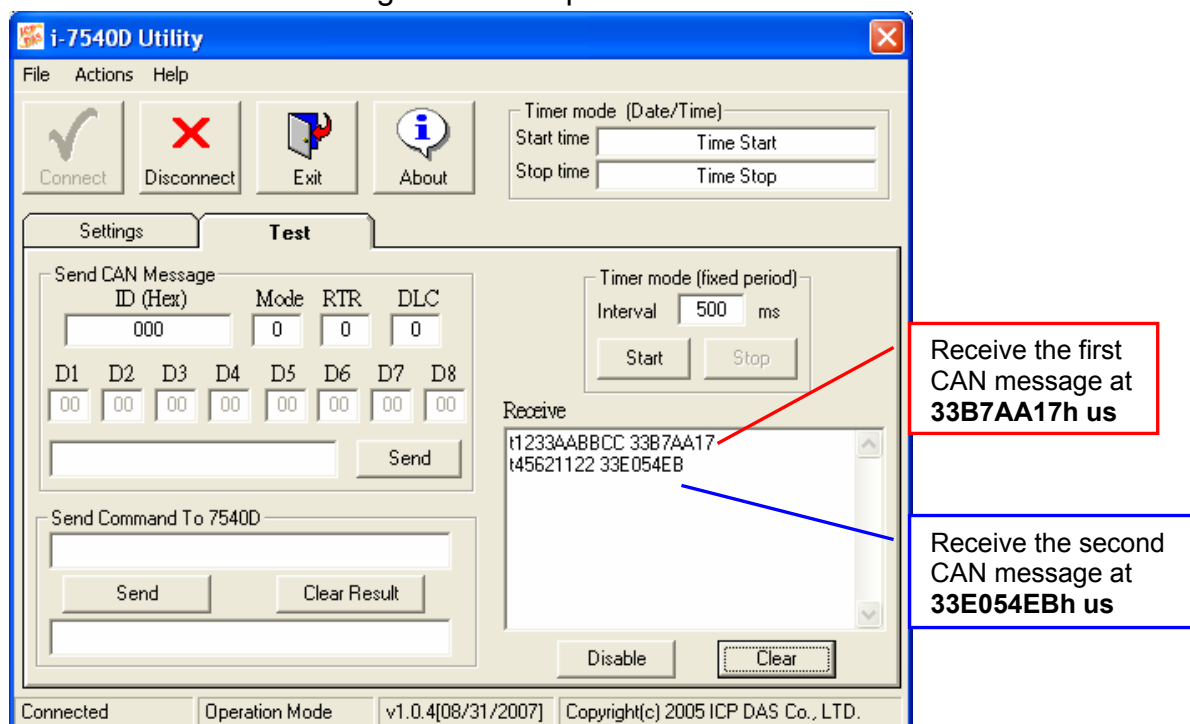 i-7540D Utility
File Actions Help
Connect Disconnect Exit About
Timer mode (Date/Time)
Start time Time Start
Stop time Time Stop
Settings Test
Send CAN Message
ID (Hex) Mode RTR DLC
000 0 0 0
D1 D2 D3 D4 D5 D6 D7 D8
00 00 00 00 00 00 00 00
Send
Send Command To 7540D
Send Clear Result
Timer mode (fixed period)
Interval 500 ms
Start Stop
Receive
t1233AABBCC 33B7AA17
t45621122 33E054EB
Disable Clear
Connected Operation Mode v1.0.4[08/31/2007] Copyright(c) 2005 ICP DAS Co., LTD.
Receive the first
CAN message at
33B7AA17h us
Receive the second
CAN message at
33E054EBh us